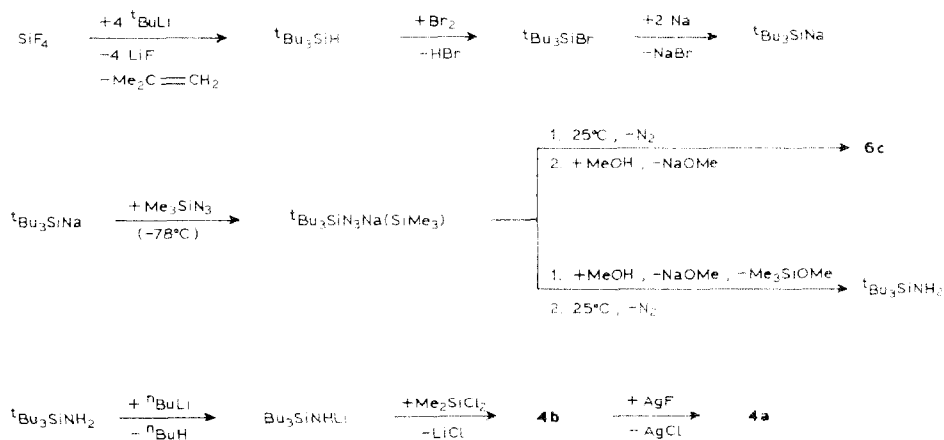 +4 ᵗBuLi
SiF₄ −4 LiF ᵗBu₃SiH +Br₂ −HBr ᵗBu₃SiBr +2 Na −NaBr ᵗBu₃SiNa
−Me₂C=CH₂
1. 25°C, −N₂
2. +MeOH, −NaOMe 6c
ᵗBu₃SiNa +Me₃SiN₃ (−78°C) ᵗBu₃SiN₃Na(SiMe₃)
1. +MeOH, −NaOMe, −Me₃SiOMe
2. 25°C, −N₂ ᵗBu₃SiNH₂
ᵗBu₃SiNH₂ + ⁿBuLi − ⁿBuH Bu₃SiNHLi +Me₂SiCl₂ −LiCl 4b + AgF − AgCl 4a